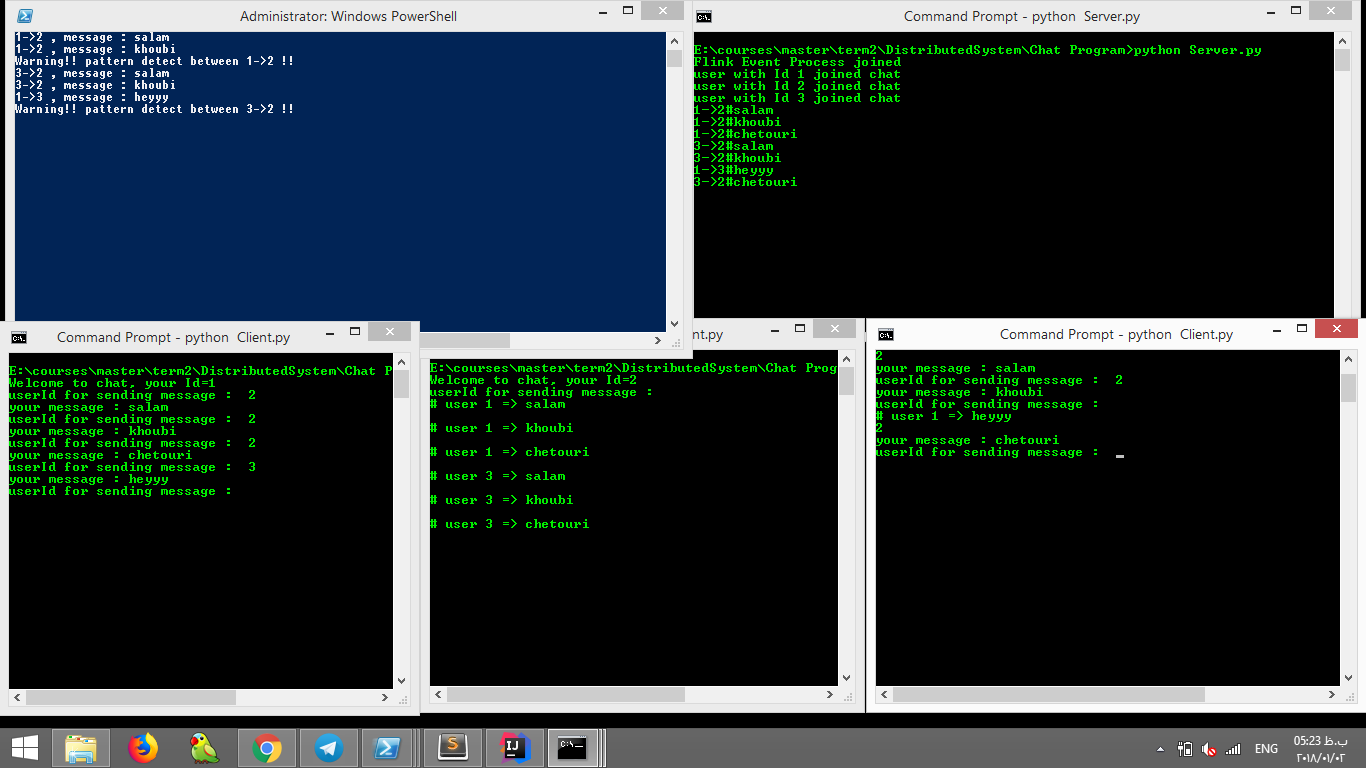 Administrator: Windows PowerShell
1->2 , message : salam
1->2 , message : khoubi
Warning!! pattern detect between 1->2 !!
3->2 , message : salam
3->2 , message : khoubi
1->3 , message : heyyy
Warning!! pattern detect between 3->2 !!
Command Prompt - python  Server.py
E:\courses\master\term2\DistributedSystem\Chat Program>python Server.py
Flink Event Process joined
user with Id 1 joined chat
user with Id 2 joined chat
user with Id 3 joined chat
1->2#salam
1->2#khoubi
1->2#chetouri
3->2#salam
3->2#khoubi
1->3#heyyy
3->2#chetouri
Command Prompt - python  Client.py
E:\courses\master\term2\DistributedSystem\Chat P
Welcome to chat, your Id=1
userId for sending message :  2
your message : salam
userId for sending message :  2
your message : khoubi
userId for sending message :  2
your message : chetouri
userId for sending message :  3
your message : heyyy
userId for sending message :
nt.py
E:\courses\master\term2\DistributedSystem\Chat Prog
Welcome to chat, your Id=2
userId for sending message :
# user 1 => salam
# user 1 => khoubi
# user 1 => chetouri
# user 3 => salam
# user 3 => khoubi
# user 3 => chetouri
Command Prompt - python  Client.py
2
your message : salam
userId for sending message :  2
your message : khoubi
userId for sending message :
# user 1 => heyyy
2
your message : chetouri
userId for sending message :  _
ENG
05:23 ب.ظ
۲۰۱۸/۰۱/۰۲